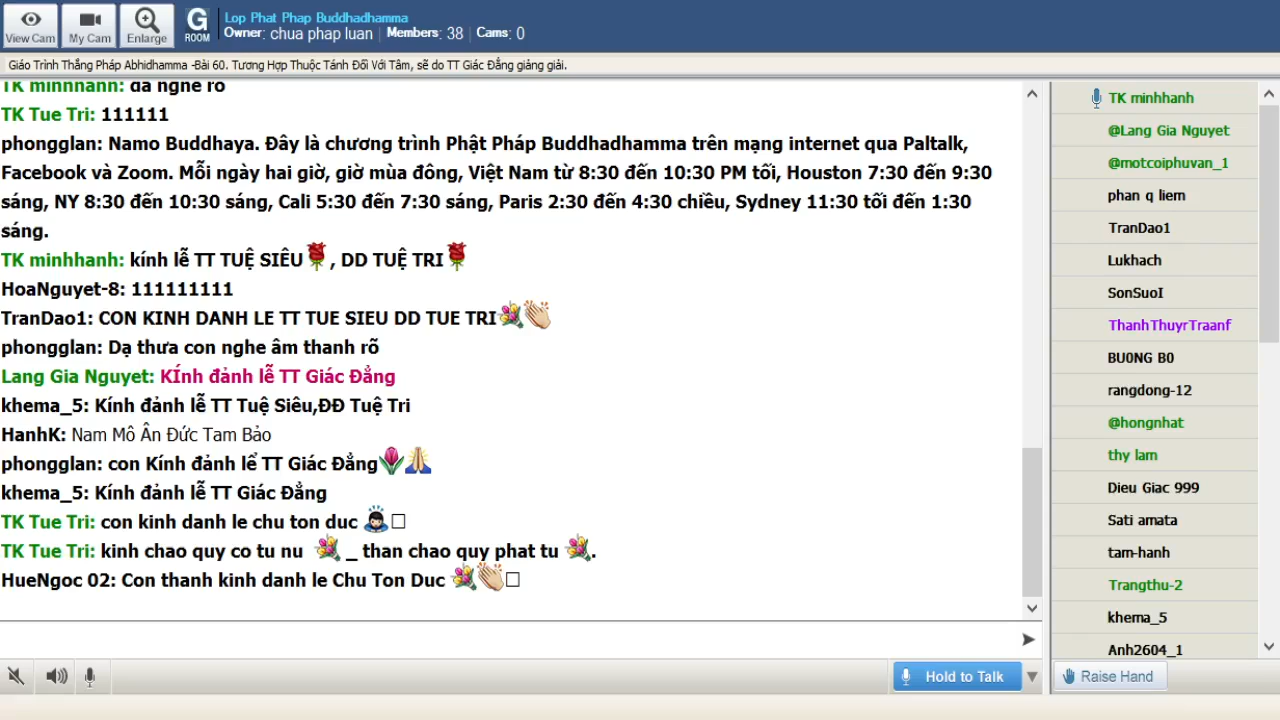 View Cam
My Cam
Enlarge
G
ROOM
Lop Phat Phap Buddhadhamma
Owner: chua phap luan | Members: 38 | Cams: 0
Giáo Trình Thắng Pháp Abhidhamma -Bài 60. Tương Hợp Thuộc Tánh Đối Với Tâm, sẽ do TT Giác Đẳng giảng giải.
TK minhhanh: da nghe ro
TK Tue Tri: 111111
phongglan: Namo Buddhaya. Đây là chương trình Phật Pháp Buddhadhamma trên mạng internet qua Paltalk,
Facebook và Zoom. Mỗi ngày hai giờ, giờ mùa đông, Việt Nam từ 8:30 đến 10:30 PM tối, Houston 7:30 đến 9:30
sáng, NY 8:30 đến 10:30 sáng, Cali 5:30 đến 7:30 sáng, Paris 2:30 đến 4:30 chiều, Sydney 11:30 tối đến 1:30
sáng.
TK minhhanh: kính lễ TT TUỆ SIÊU🌹, DD TUỆ TRI🌹
HoaNguyet-8: 111111111
TranDao1: CON KINH DANH LE TT TUE SIEU DD TUE TRI💐👏
phongglan: Dạ thưa con nghe âm thanh rõ
Lang Gia Nguyet: KÍnh đảnh lễ TT Giác Đẳng
khema_5: Kính đảnh lễ TT Tuệ Siêu,ĐĐ Tuệ Tri
HanhK: Nam Mô Ân Đức Tam Bảo
phongglan: con Kính đảnh lể TT Giác Đẳng🌷🙏
khema_5: Kính đảnh lễ TT Giác Đẳng
TK Tue Tri: con kinh danh le chu ton duc 🙇
TK Tue Tri: kinh chao quy co tu nu 💐 _ than chao quy phat tu 💐.
HueNgoc 02: Con thanh kinh danh le Chu Ton Duc 💐👏
TK minhhanh
@Lang Gia Nguyet
@motcoiphuvan_1
phan q liem
TranDao1
Lukhach
SonSuoI
ThanhThuyrTraanf
BU0NG B0
rangdong-12
@hongnhat
thy lam
Dieu Giac 999
Sati amata
tam-hanh
Trangthu-2
khema_5
Anh2604_1
Hold to Talk
Raise Hand